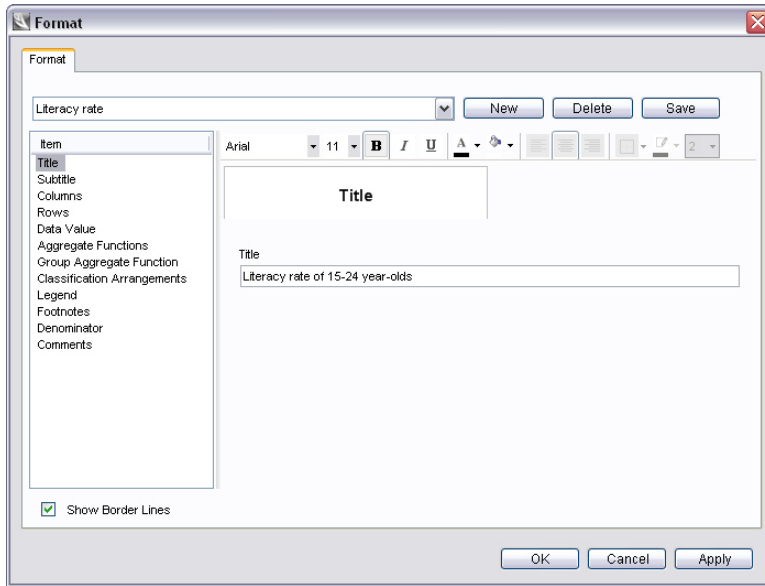 Format
Format
Literacy rate
New
Delete
Save
Item
Title
Subtitle
Columns
Rows
Data Value
Aggregate Functions
Group Aggregate Function
Classification Arrangements
Legend
Footnotes
Denominator
Comments
Arial 11 B I U A 2
Title
Title
Literacy rate of 15-24 year-olds
Show Border Lines
OK
Cancel
Apply